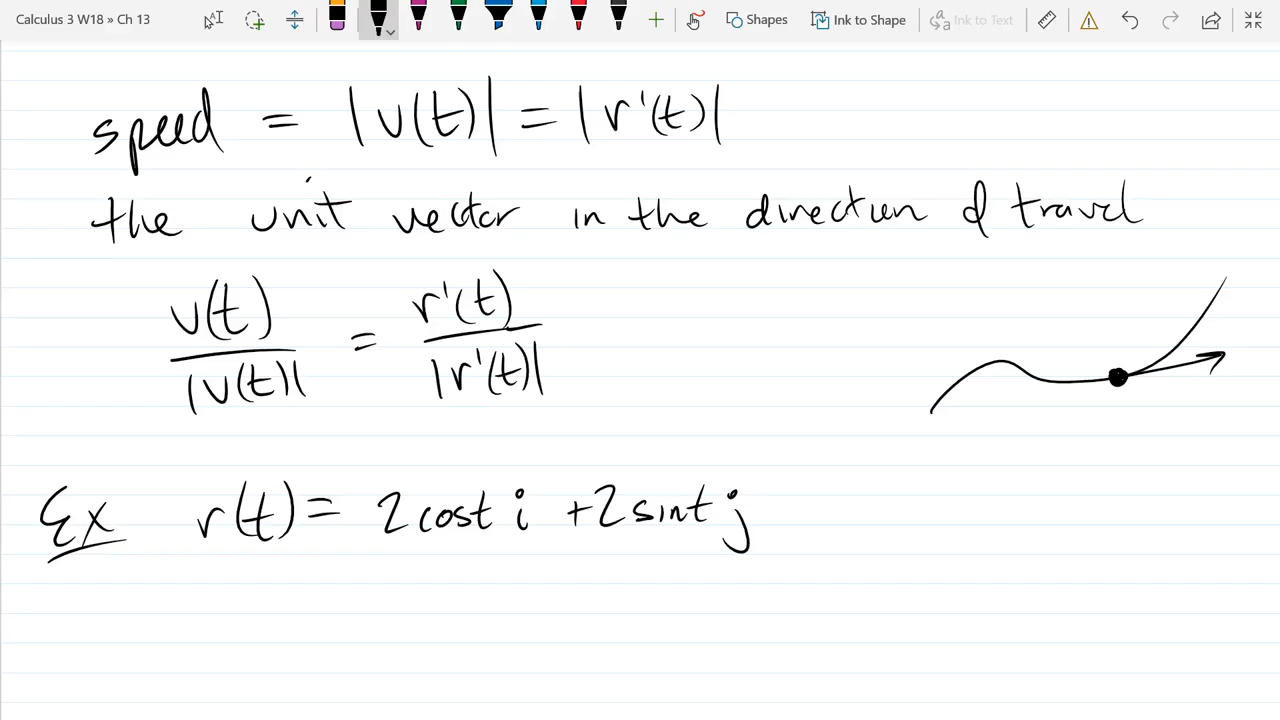 Calculus 3 W18 » Ch 13
Shapes
Ink to Shape
Ink to Text
speed = |v(t)| = |r'(t)|
the unit vector in the direction of travel
v(t)/|v(t)| = r'(t)/|r'(t)|
Ex r(t) = 2cost i + 2sint j